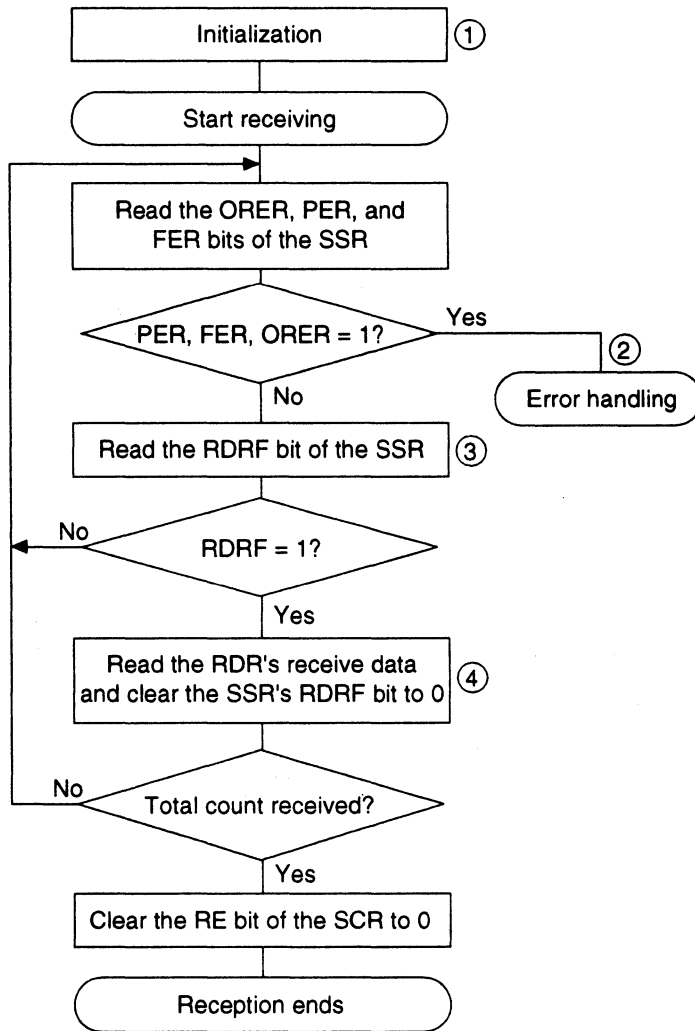 Initialization
①
Start receiving
Read the ORER, PER, and
FER bits of the SSR
PER, FER, ORER = 1?
Yes
②
Error handling
No
Read the RDRF bit of the SSR
③
No
RDRF = 1?
Yes
Read the RDR's receive data
and clear the SSR's RDRF bit to 0
④
No
Total count received?
Yes
Clear the RE bit of the SCR to 0
Reception ends